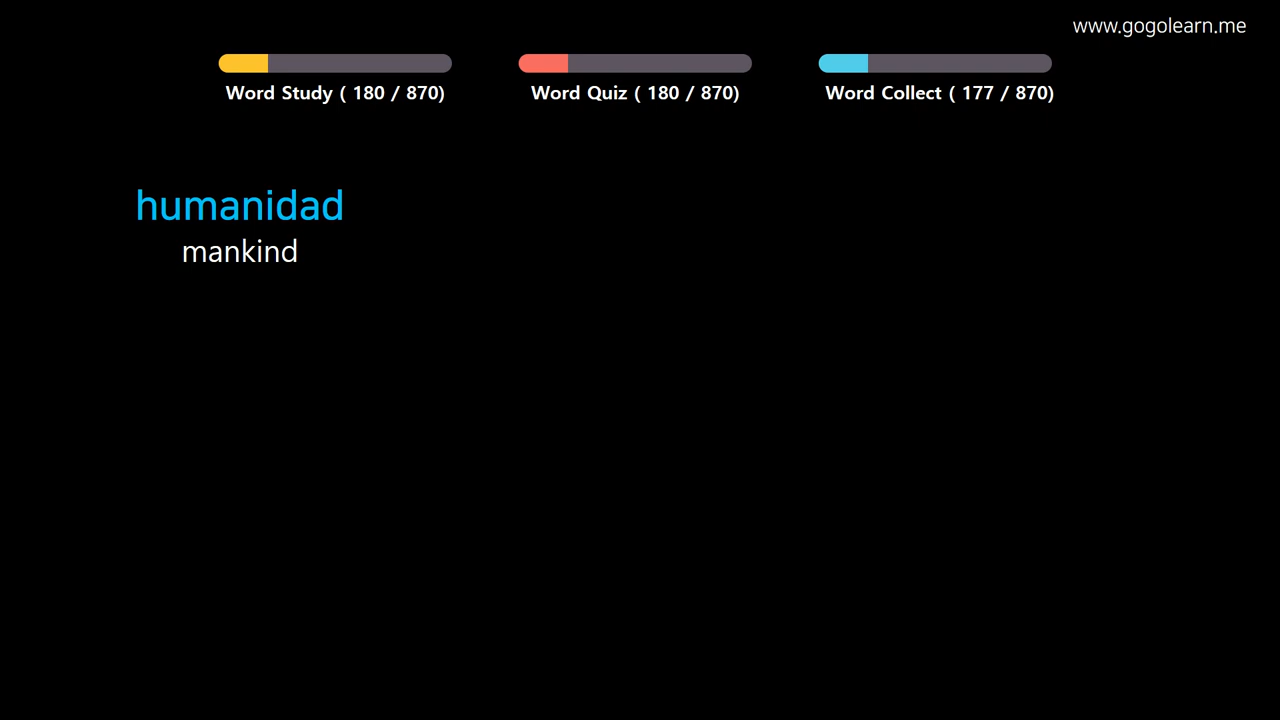 www.gogolearn.me
Word Study ( 180 / 870)
Word Quiz ( 180 / 870)
Word Collect ( 177 / 870)
humanidad
mankind